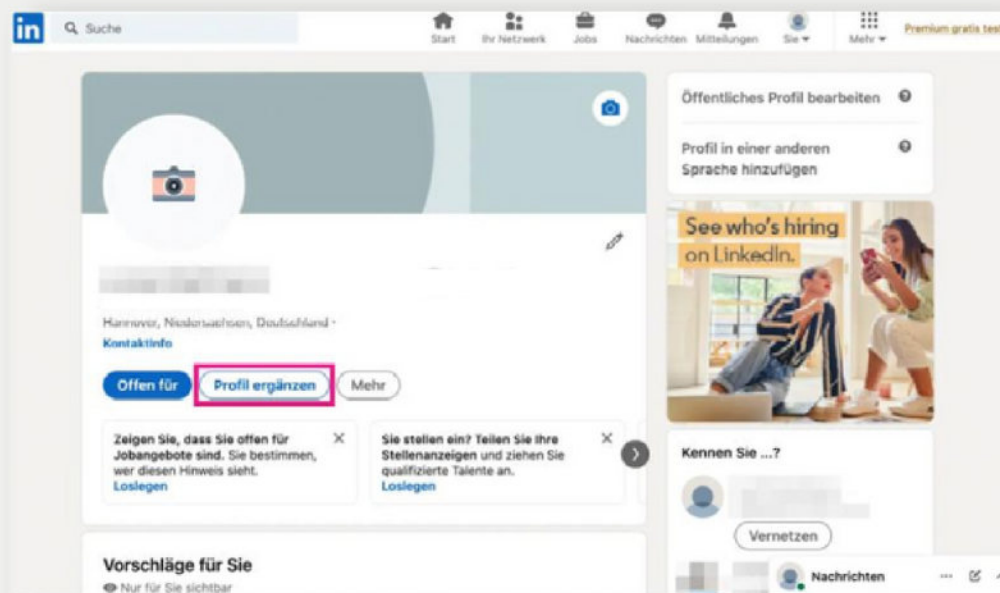 in
Suche
Start
Ihr Netzwerk
Jobs
Nachrichten
Mitteilungen
Sie
Mehr
Premium gratis test
Hannover, Niedersachsen, Deutschland
Kontaktinfo
Offen für
Profil ergänzen
Mehr
Zeigen Sie, dass Sie offen für
Jobangebote sind. Sie bestimmen,
wer diesen Hinweis sieht.
Loslegen
Sie stellen ein? Teilen Sie Ihre
Stellenanzeigen und ziehen Sie
qualifizierte Talente an.
Loslegen
Vorschläge für Sie
Nur für Sie sichtbar
Öffentliches Profil bearbeiten
Profil in einer anderen
Sprache hinzufügen
See who's hiring
on LinkedIn.
Kennen Sie ...?
Vernetzen
Nachrichten